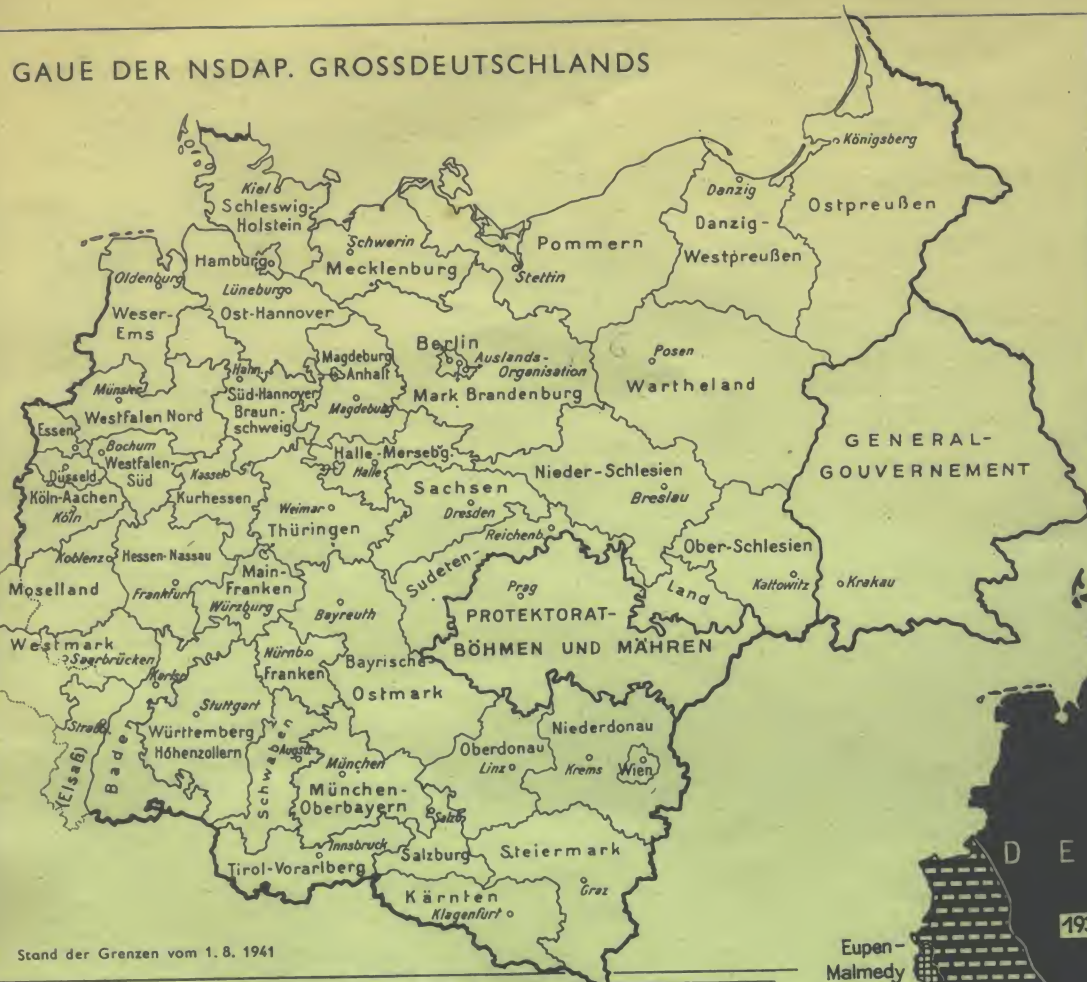 GAUE DER NSDAP. GROSSDEUTSCHLANDS
Königsberg
Kiel
Schleswig-
Holstein
Danzig
Danzig-
Westpreußen
Ostpreußen
Schwerin
Mecklenburg
Pommern
Stettin
Hamburg
Oldenburg
Lüneburg
Ost-Hannover
Weser-
Ems
Berlin
Auslands-
Organisation
Mark Brandenburg
Magdeburg
Anhalt
Magdeburg
Posen
Wartheland
Hahn.
Süd-Hannover
Braun-
schweig
Münster
Westfalen Nord
Essen
Bochum
Westfalen-
Süd
Düsseld
Köln-Aachen
Köln
Kassel
Kurhessen
Halle-Mersebg.
Halle
Nieder-Schlesien
Breslau
GENERAL-
GOUVERNEMENT
Sachsen
Dresden
Weimar
Thüringen
Reichenb.
Ober-Schlesien
Kattowitz
Krakau
Koblenz
Hessen-Nassau
Moselland
Frankfurt
Main-
Franken
Würzburg
Bayreuth
Sudeten-
Land
Prag
PROTEKTORAT-
BÖHMEN UND MÄHREN
Westmark
Saarbrücken
Nürnb.
Franken
Bayrische
Ostmark
Karlsr.
Straßb.
(Elsaß)
Baden
Stuttgart
Württemberg
Hohenzollern
Schwaben
Augsb.
München
München-
Oberbayern
Oberdonau
Linz
Niederdonau
Krems
Wien
Salzb.
Innsbruck
Tirol-Vorarlberg
Salzburg
Steiermark
Graz
Kärnten
Klagenfurt
Stand der Grenzen vom 1. 8. 1941
D E
193
Eupen-
Malmedy